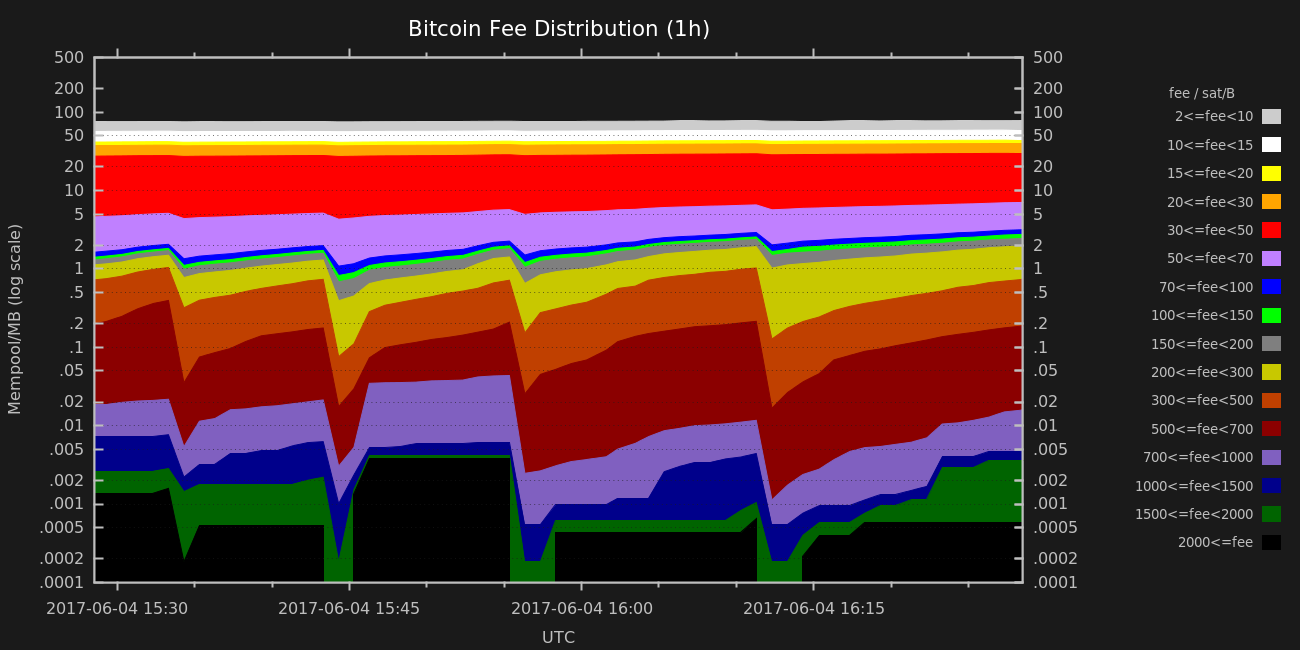 Bitcoin Fee Distribution (1h)
Mempool/MB (log scale)
500
200
100
50
20
10
5
2
1
.5
.2
.1
.05
.02
.01
.005
.002
.001
.0005
.0002
.0001
500
200
100
50
20
10
5
2
1
.5
.2
.1
.05
.02
.01
.005
.002
.001
.0005
.0002
.0001
2017-06-04 15:30
2017-06-04 15:45
2017-06-04 16:00
2017-06-04 16:15
UTC
fee / sat/B
2<=fee<10
10<=fee<15
15<=fee<20
20<=fee<30
30<=fee<50
50<=fee<70
70<=fee<100
100<=fee<150
150<=fee<200
200<=fee<300
300<=fee<500
500<=fee<700
700<=fee<1000
1000<=fee<1500
1500<=fee<2000
2000<=fee